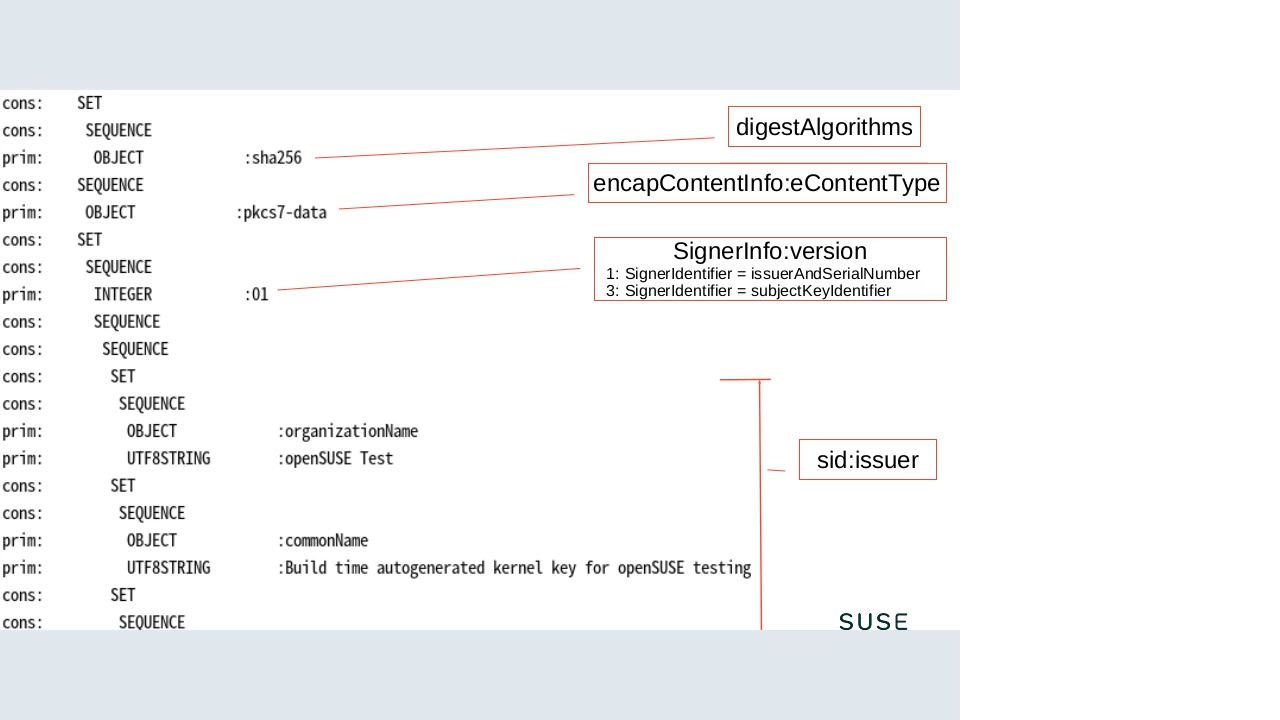 cons: SET
cons: SEQUENCE
prim: OBJECT :sha256
cons: SEQUENCE
prim: OBJECT :pkcs7-data
cons: SET
cons: SEQUENCE
prim: INTEGER :01
cons: SEQUENCE
cons: SEQUENCE
cons: SET
cons: SEQUENCE
prim: OBJECT :organizationName
prim: UTF8STRING :openSUSE Test
cons: SET
cons: SEQUENCE
prim: OBJECT :commonName
prim: UTF8STRING :Build time autogenerated kernel key for openSUSE testing
cons: SET
cons: SEQUENCE
digestAlgorithms
encapContentInfo:eContentType
SignerInfo:version
1: SignerIdentifier = issuerAndSerialNumber
3: SignerIdentifier = subjectKeyIdentifier
sid:issuer
SUSE